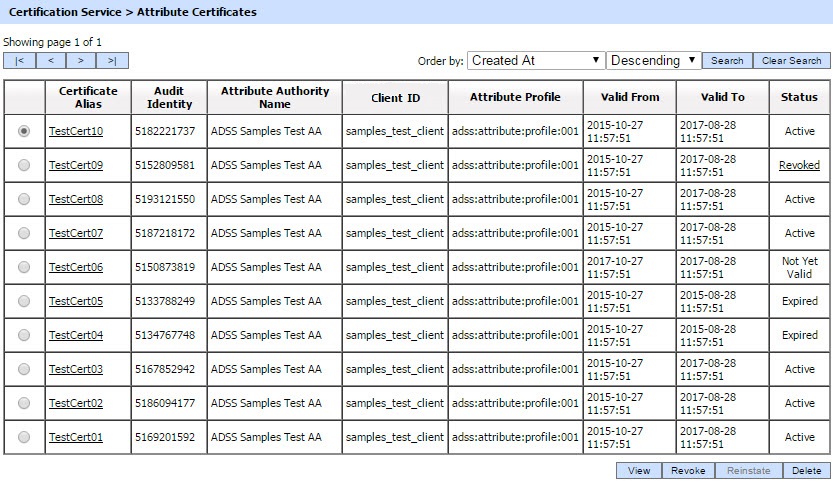 Certification Service > Attribute Certificates
Showing page 1 of 1
|< < > >| Order by: Created At Descending Search Clear Search
Certificate Alias Audit Identity Attribute Authority Name Client ID Attribute Profile Valid From Valid To Status
TestCert10 5182221737 ADSS Samples Test AA samples_test_client adss:attribute:profile:001 2015-10-27 11:57:51 2017-08-28 11:57:51 Active
TestCert09 5152809581 ADSS Samples Test AA samples_test_client adss:attribute:profile:001 2015-10-27 11:57:51 2017-08-28 11:57:51 Revoked
TestCert08 5193121550 ADSS Samples Test AA samples_test_client adss:attribute:profile:001 2015-10-27 11:57:51 2017-08-28 11:57:51 Active
TestCert07 5187218172 ADSS Samples Test AA samples_test_client adss:attribute:profile:001 2015-10-27 11:57:51 2017-08-28 11:57:51 Active
TestCert06 5150873819 ADSS Samples Test AA samples_test_client adss:attribute:profile:001 2017-10-27 11:57:51 2017-08-28 11:57:51 Not Yet Valid
TestCert05 5133788249 ADSS Samples Test AA samples_test_client adss:attribute:profile:001 2015-10-27 11:57:51 2015-08-28 11:57:51 Expired
TestCert04 5134767748 ADSS Samples Test AA samples_test_client adss:attribute:profile:001 2015-10-27 11:57:51 2015-08-28 11:57:51 Expired
TestCert03 5167852942 ADSS Samples Test AA samples_test_client adss:attribute:profile:001 2015-10-27 11:57:51 2017-08-28 11:57:51 Active
TestCert02 5186094177 ADSS Samples Test AA samples_test_client adss:attribute:profile:001 2015-10-27 11:57:51 2017-08-28 11:57:51 Active
TestCert01 5169201592 ADSS Samples Test AA samples_test_client adss:attribute:profile:001 2015-10-27 11:57:51 2017-08-28 11:57:51 Active
View Revoke Reinstate Delete